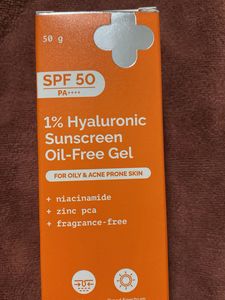 50 g
SPF 50
PA++++
1% Hyaluronic
Sunscreen
Oil-Free Gel
FOR OILY & ACNE PRONE SKIN
+ niacinamide
+ zinc pca
+ fragrance-free